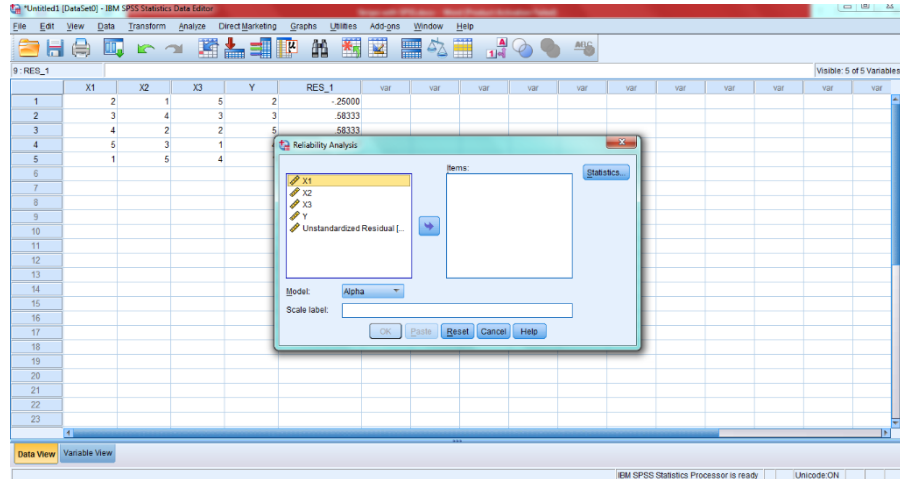 *Untitled1 [DataSet0] - IBM SPSS Statistics Data Editor
File Edit View Data Transform Analyze Direct Marketing Graphs Utilities Add-ons Window Help
9 : RES_1
Visible: 5 of 5 Variables
X1 X2 X3 Y RES_1 var var var var var var var var var
1 2 1 5 2 -.25000
2 3 4 3 3 .58333
3 4 2 2 5 .58333
4 5 3 1
5 1 5 4
6
7
8
9
10
11
12
13
14
15
16
17
18
19
20
21
22
23
Reliability Analysis
Items:
Statistics...
X1
X2
X3
Y
Unstandardized Residual [...
Model: Alpha
Scale label:
OK Paste Reset Cancel Help
Data View Variable View
IBM SPSS Statistics Processor is ready Unicode:ON